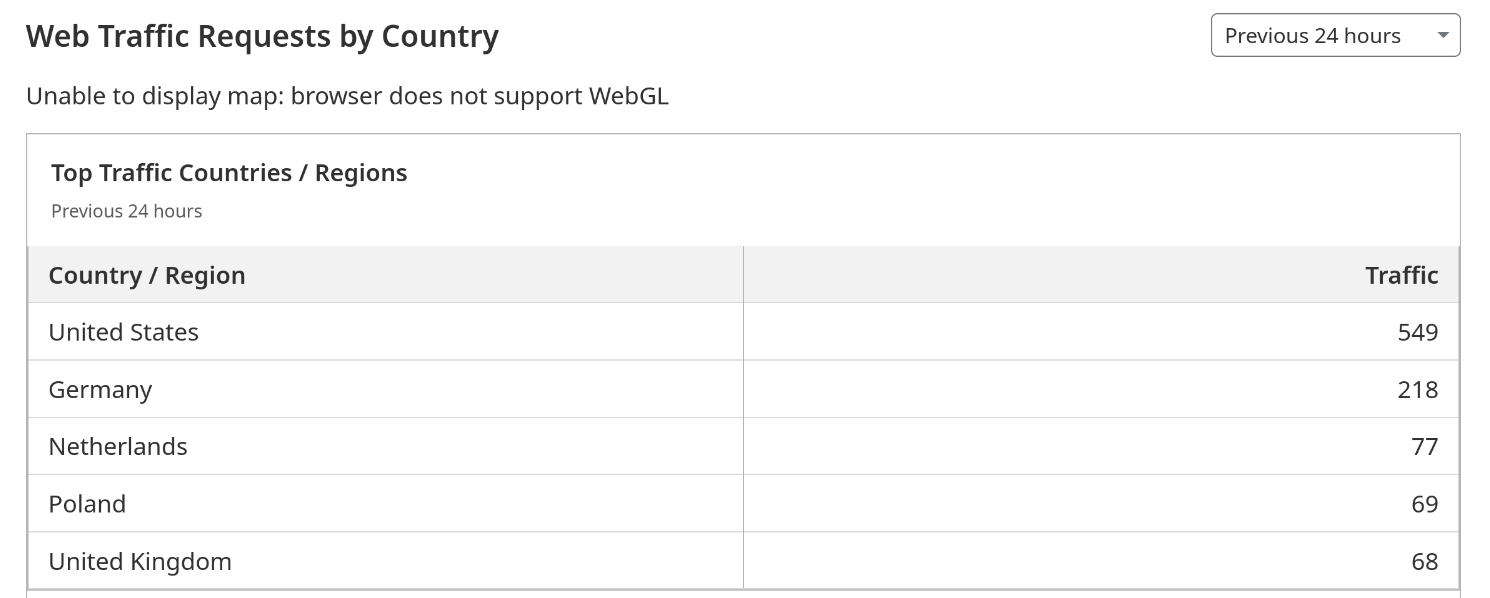 Web Traffic Requests by Country
Previous 24 hours
Unable to display map: browser does not support WebGL
Top Traffic Countries / Regions
Previous 24 hours
Country / Region Traffic
United States 549
Germany 218
Netherlands 77
Poland 69
United Kingdom 68